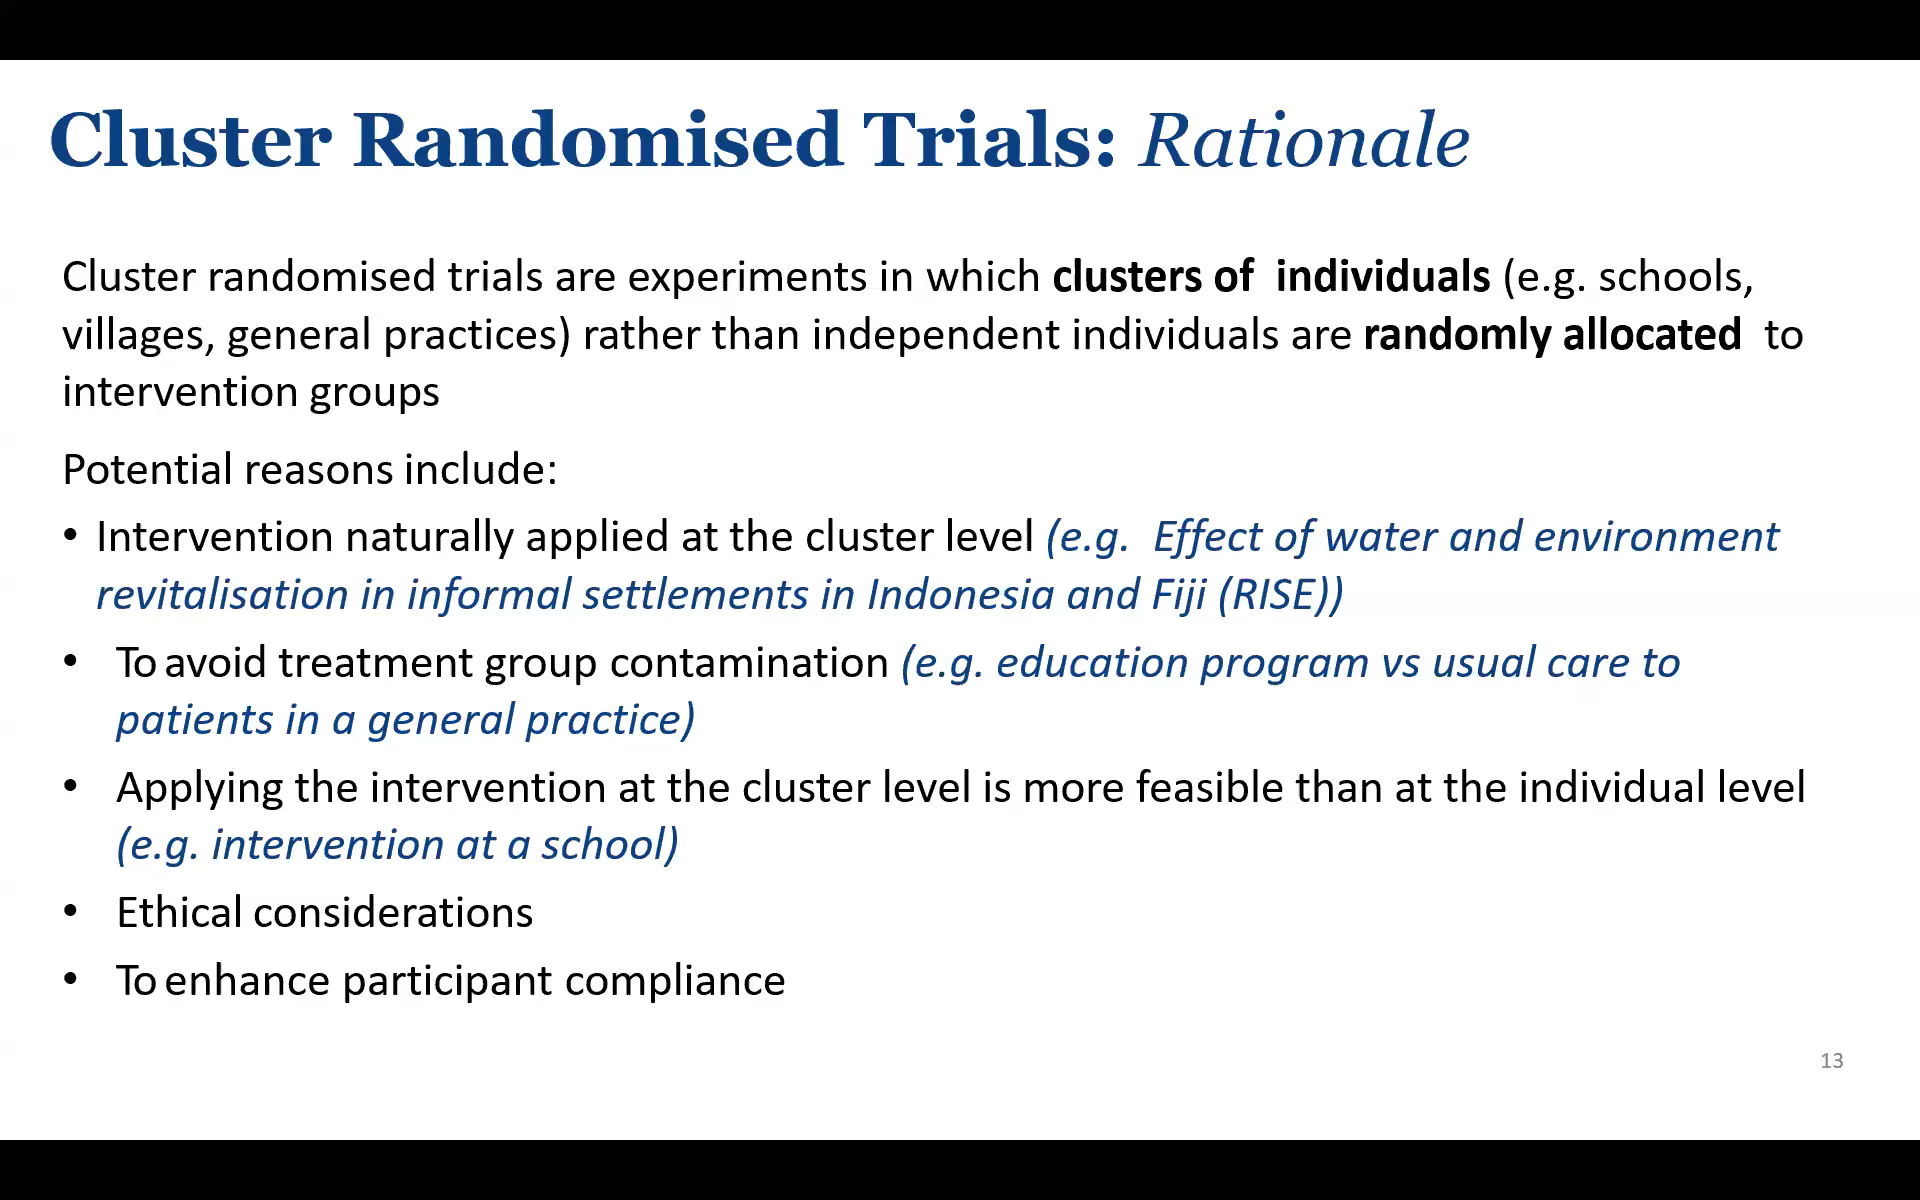 Cluster Randomised Trials: Rationale
Cluster randomised trials are experiments in which clusters of individuals (e.g. schools,
villages, general practices) rather than independent individuals are randomly allocated to
intervention groups
Potential reasons include:
• Intervention naturally applied at the cluster level (e.g. Effect of water and environment
revitalisation in informal settlements in Indonesia and Fiji (RISE))
• To avoid treatment group contamination (e.g. education program vs usual care to
patients in a general practice)
• Applying the intervention at the cluster level is more feasible than at the individual level
(e.g. intervention at a school)
• Ethical considerations
• To enhance participant compliance
13